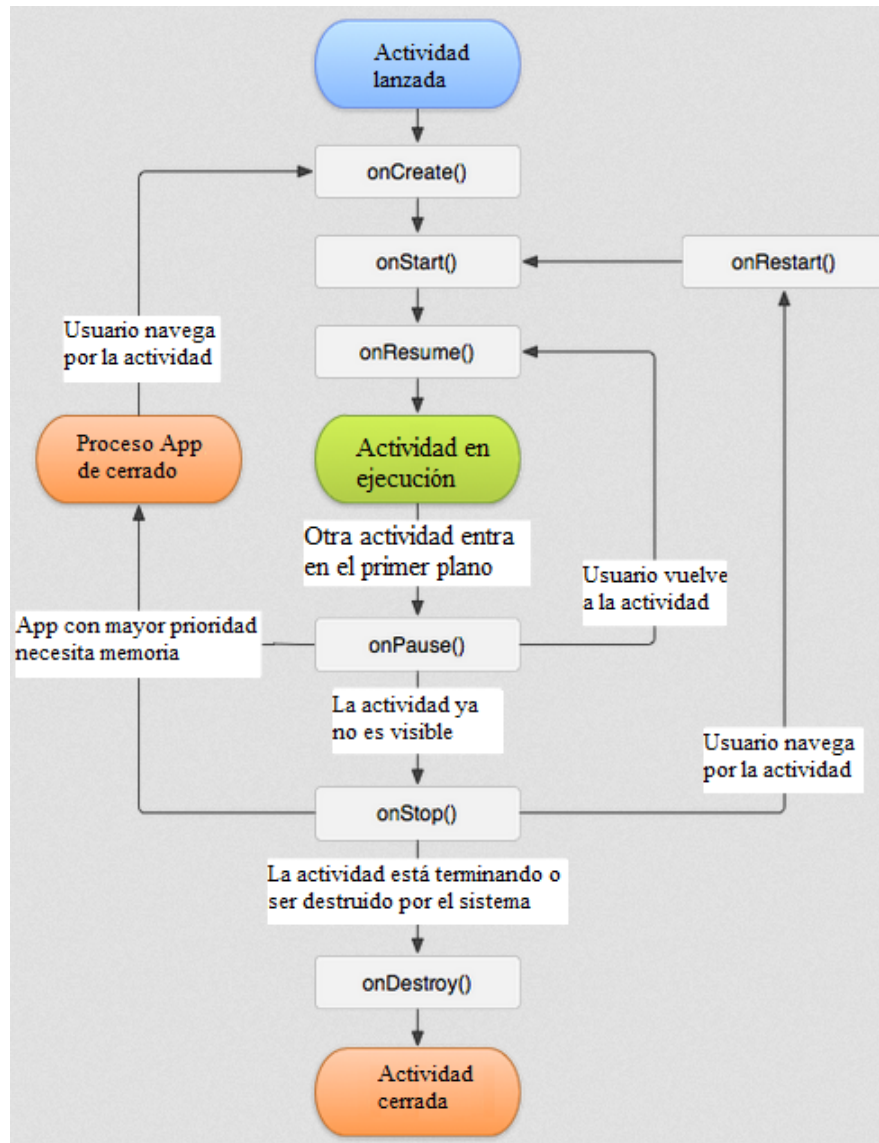 Actividad
lanzada
onCreate()
onStart()
onRestart()
Usuario navega
por la actividad
onResume()
Proceso App
de cerrado
Actividad en
ejecución
Otra actividad entra
en el primer plano
Usuario vuelve
a la actividad
App con mayor prioridad
necesita memoria
onPause()
La actividad ya
no es visible
Usuario navega
por la actividad
onStop()
La actividad está terminando o
ser destruido por el sistema
onDestroy()
Actividad
cerrada